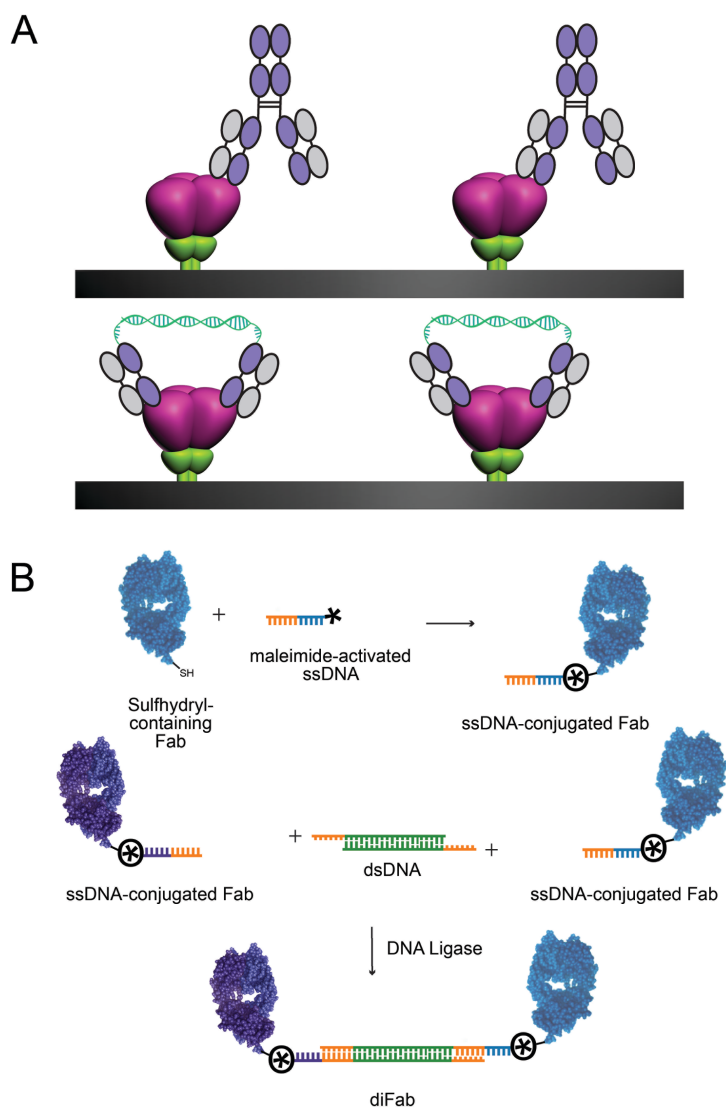 A
B
+
SH
Sulfhydryl-
containing
Fab
maleimide-activated
ssDNA
ssDNA-conjugated Fab
ssDNA-conjugated Fab
+
dsDNA
+
ssDNA-conjugated Fab
DNA Ligase
diFab